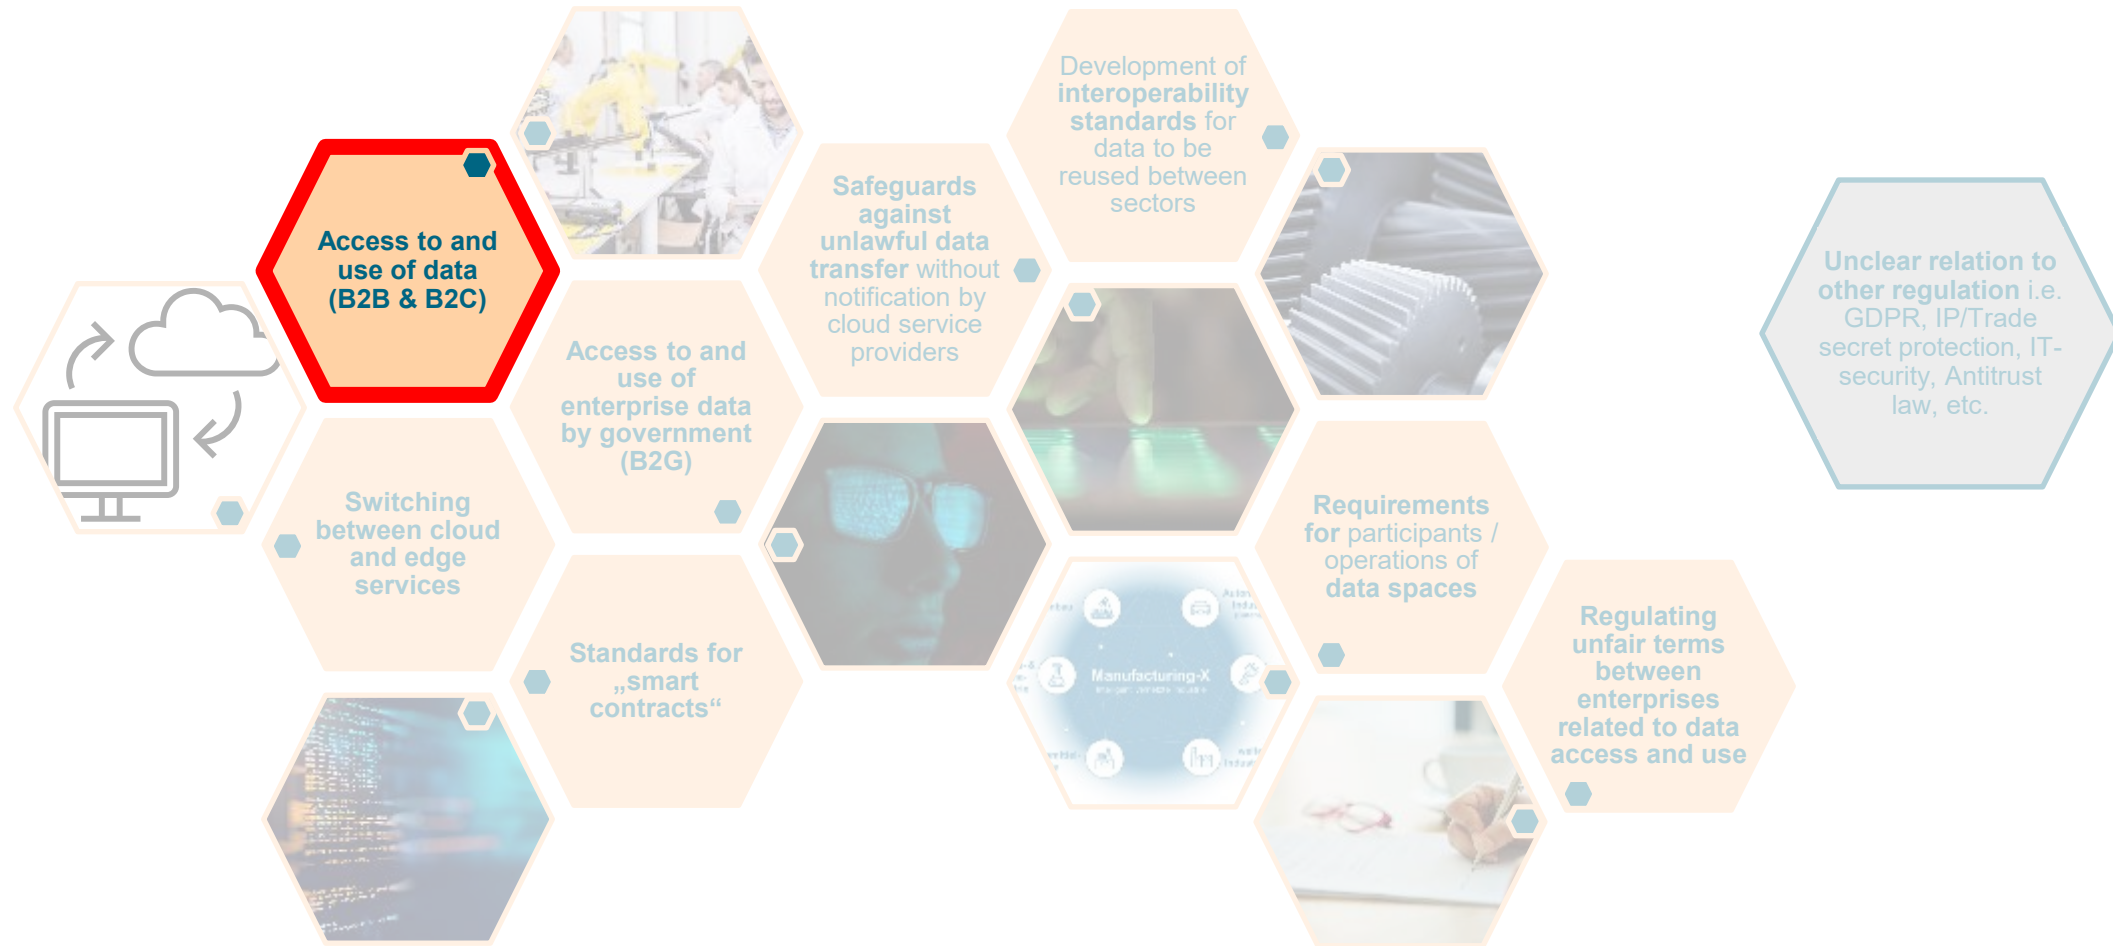 Access to and
use of data
(B2B & B2C)
Switching
between cloud
and edge
services
Access to and
use of
enterprise data
by government
(B2G)
Standards for
„smart
contracts“
Safeguards
against
unlawful data
transfer without
notification by
cloud service
providers
Development of
interoperability
standards for
data to be
reused between
sectors
Manufacturing-X
Requirements
for participants /
operations of
data spaces
Regulating
unfair terms
between
enterprises
related to data
access and use
Unclear relation to
other regulation i.e.
GDPR, IP/Trade
secret protection, IT-
security, Antitrust
law, etc.